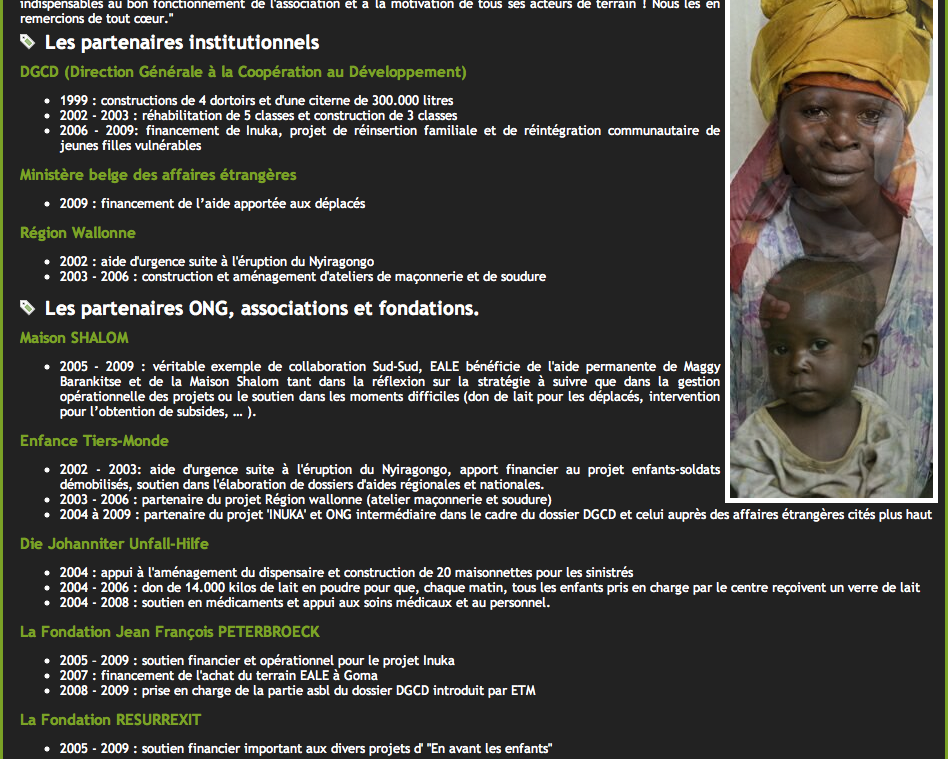 indispensables au bon fonctionnement de l'association et à la motivation de tous ses acteurs de terrain ! Nous les en
remercions de tout cœur."
Les partenaires institutionnels
DGCD (Direction Générale à la Coopération au Développement)
• 1999 : constructions de 4 dortoirs et d'une citerne de 300.000 litres
• 2002 - 2003 : réhabilitation de 5 classes et construction de 3 classes
• 2006 - 2009: financement de Inuka, projet de réinsertion familiale et de réintégration communautaire de
jeunes filles vulnérables
Ministère belge des affaires étrangères
• 2009 : financement de l’aide apportée aux déplacés
Région Wallonne
• 2002 : aide d'urgence suite à l'éruption du Nyiragongo
• 2003 - 2006 : construction et aménagement d'ateliers de maçonnerie et de soudure
Les partenaires ONG, associations et fondations.
Maison SHALOM
• 2005 - 2009 : véritable exemple de collaboration Sud-Sud, EALE bénéficie de l'aide permanente de Maggy
Barankitse et de la Maison Shalom tant dans la réflexion sur la stratégie à suivre que dans la gestion
opérationnelle des projets ou le soutien dans les moments difficiles (don de lait pour les déplacés, intervention
pour l’obtention de subsides, ... ).
Enfance Tiers-Monde
• 2002 - 2003: aide d'urgence suite à l'éruption du Nyiragongo, apport financier au projet enfants-soldats
démobilisés, soutien dans l'élaboration de dossiers d'aides régionales et nationales.
• 2003 - 2006 : partenaire du projet Région wallonne (atelier maçonnerie et soudure)
• 2004 à 2009 : partenaire du projet 'INUKA' et ONG intermédiaire dans le cadre du dossier DGCD et celui auprès des affaires étrangères cités plus haut
Die Johanniter Unfall-Hilfe
• 2004 : appui à l'aménagement du dispensaire et construction de 20 maisonnettes pour les sinistrés
• 2004 - 2006 : don de 14.000 kilos de lait en poudre pour que, chaque matin, tous les enfants pris en charge par le centre reçoivent un verre de lait
• 2004 - 2008 : soutien en médicaments et appui aux soins médicaux et au personnel.
La Fondation Jean François PETERBROECK
• 2005 - 2009 : soutien financier et opérationnel pour le projet Inuka
• 2007 : financement de l'achat du terrain EALE à Goma
• 2008 - 2009 : prise en charge de la partie asbl du dossier DGCD introduit par ETM
La Fondation RESURREXIT
• 2005 - 2009 : soutien financier important aux divers projets d' "En avant les enfants"